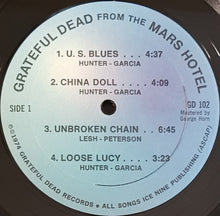 GRATEFUL DEAD FROM THE MARS HOTEL
1. U. S. BLUES . . . . 4:37
HUNTER - GARCIA
2. CHINA DOLL . . . . 4:09
HUNTER - GARCIA
SIDE 1
GD 102
Mastered by
George Horn
3. UNBROKEN CHAIN . . 6:45
LESH - PETERSON
4. LOOSE LUCY . . . . 3:23
HUNTER - GARCIA
℗©1974 GRATEFUL DEAD RECORDS • ALL SONGS ICE NINE PUBLISHING (ASCAP)